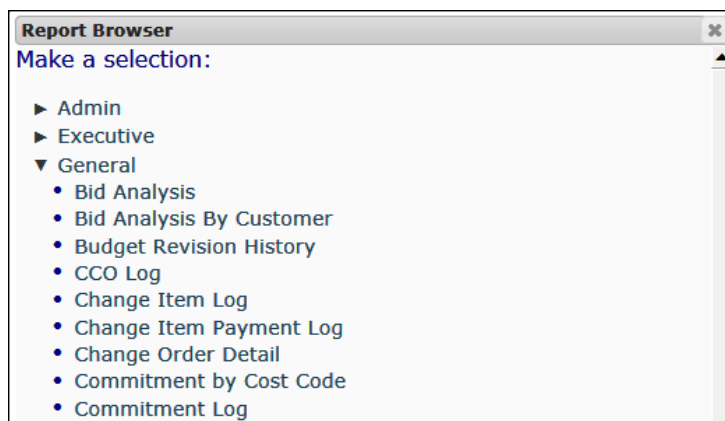 Report Browser
Make a selection:
Admin
Executive
General
Bid Analysis
Bid Analysis By Customer
Budget Revision History
CCO Log
Change Item Log
Change Item Payment Log
Change Order Detail
Commitment by Cost Code
Commitment Log